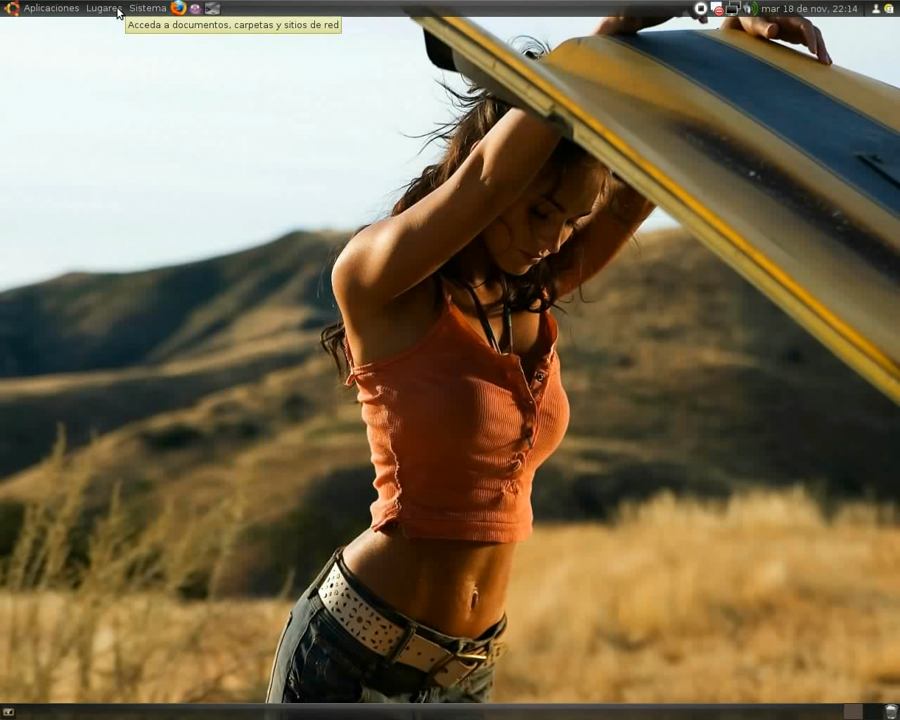 Aplicaciones Lugares Sistema mar 18 de nov, 22:14
Acceda a documentos, carpetas y sitios de red